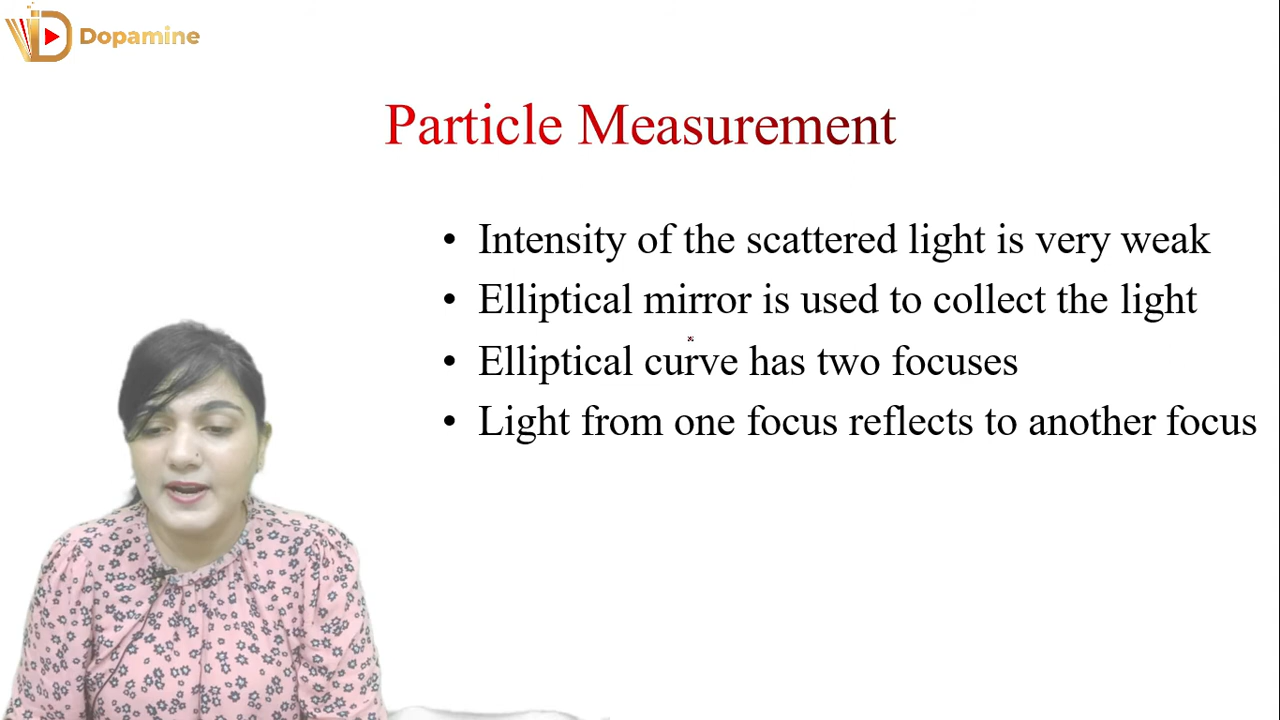 Dopamine
Particle Measurement
• Intensity of the scattered light is very weak
• Elliptical mirror is used to collect the light
• Elliptical curve has two focuses
• Light from one focus reflects to another focus